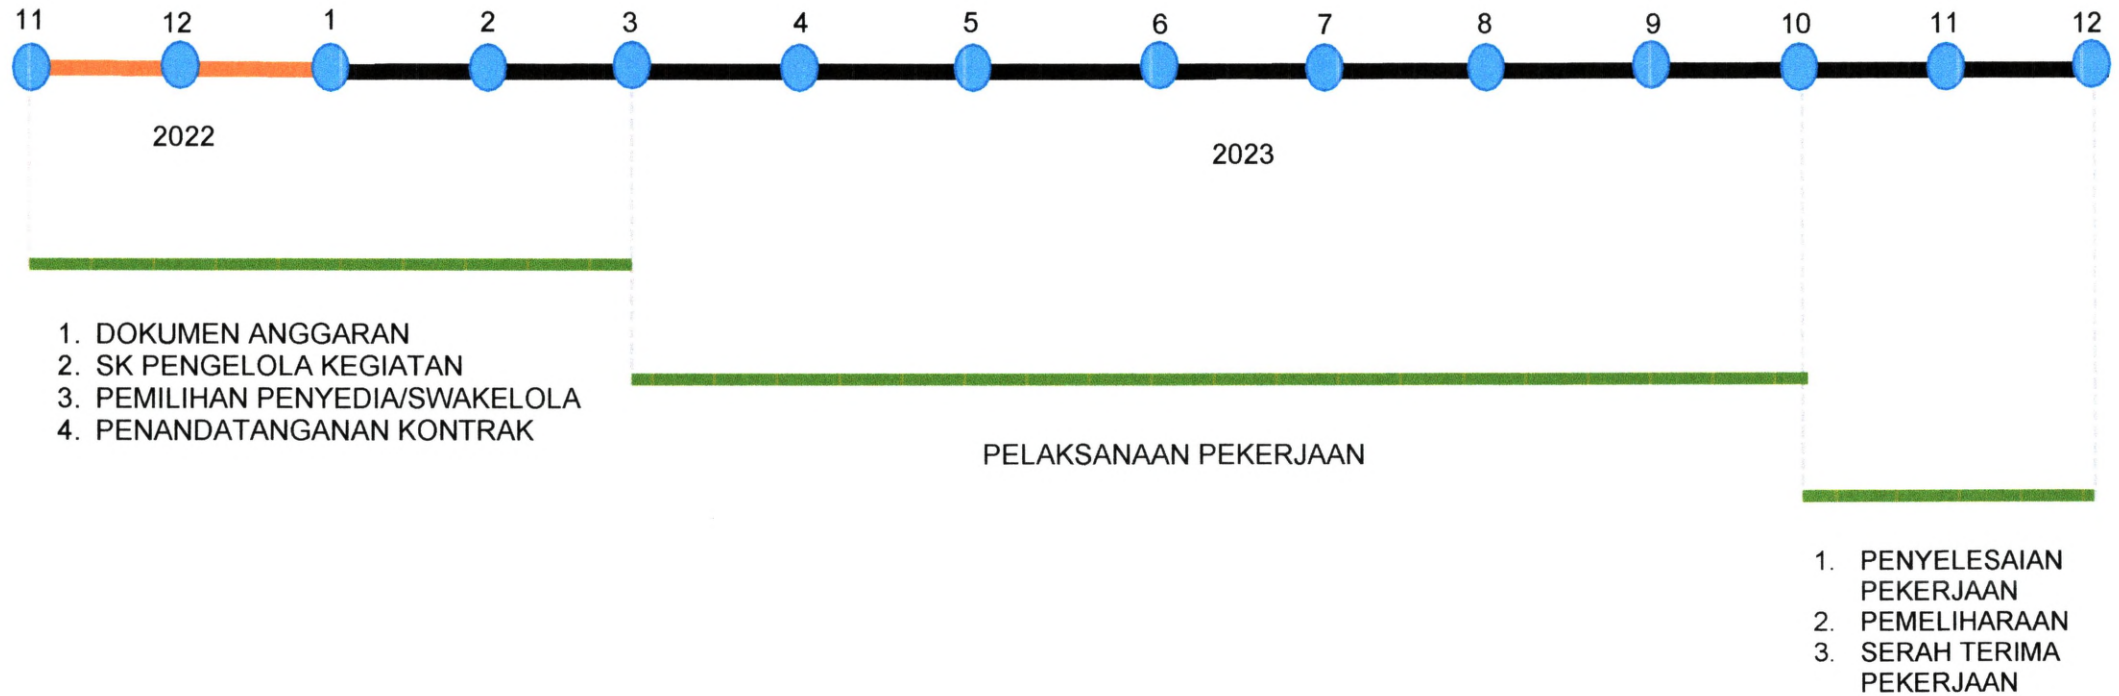 11 12 1 2 3 4 5 6 7 8 9 10 11 12
2022
2023
1. DOKUMEN ANGGARAN
2. SK PENGELOLA KEGIATAN
3. PEMILIHAN PENYEDIA/SWAKELOLA
4. PENANDATANGANAN KONTRAK
PELAKSANAAN PEKERJAAN
1. PENYELESAIAN
PEKERJAAN
2. PEMELIHARAAN
3. SERAH TERIMA
PEKERJAAN